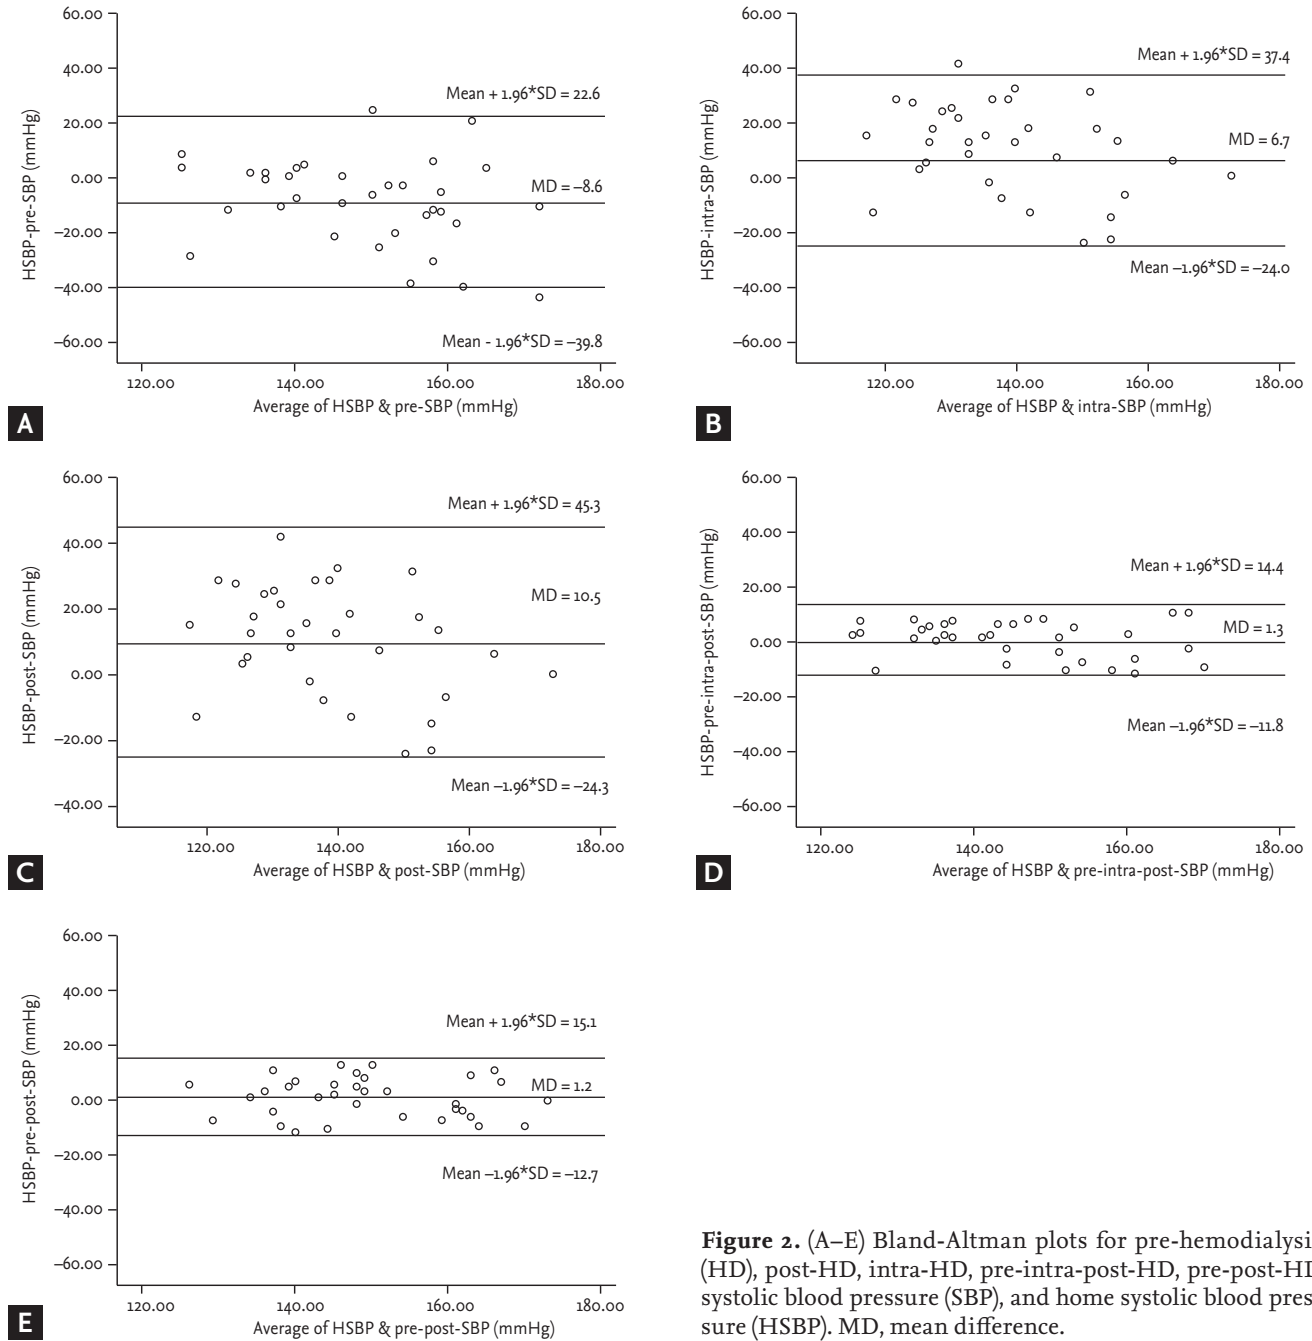 60.00
40.00
20.00
0.00
–20.00
–40.00
–60.00
HSBP-pre-SBP (mmHg)
Mean + 1.96*SD = 22.6
MD = –8.6
Mean - 1.96*SD = –39.8
120.00 140.00 160.00 180.00
Average of HSBP & pre-SBP (mmHg)
A
60.00
40.00
20.00
0.00
–20.00
–40.00
–60.00
HSBP-intra-SBP (mmHg)
Mean + 1.96*SD = 37.4
MD = 6.7
Mean –1.96*SD = –24.0
120.00 140.00 160.00 180.00
Average of HSBP & intra-SBP (mmHg)
B
60.00
40.00
20.00
0.00
–20.00
–40.00
HSBP-post-SBP (mmHg)
Mean + 1.96*SD = 45.3
MD = 10.5
Mean –1.96*SD = –24.3
120.00 140.00 160.00 180.00
Average of HSBP & post-SBP (mmHg)
C
60.00
40.00
20.00
0.00
–20.00
–40.00
–60.00
HSBP-pre-intra-post-SBP (mmHg)
Mean + 1.96*SD = 14.4
MD = 1.3
Mean –1.96*SD = –11.8
120.00 140.00 160.00 180.00
Average of HSBP & pre-intra-post-SBP (mmHg)
D
60.00
40.00
20.00
0.00
–20.00
–40.00
–60.00
HSBP-pre-post-SBP (mmHg)
Mean + 1.96*SD = 15.1
MD = 1.2
Mean –1.96*SD = –12.7
120.00 140.00 160.00 180.00
Average of HSBP & pre-post-SBP (mmHg)
E
Figure 2. (A–E) Bland-Altman plots for pre-hemodialysi
(HD), post-HD, intra-HD, pre-intra-post-HD, pre-post-HI
systolic blood pressure (SBP), and home systolic blood pres
sure (HSBP). MD, mean difference.